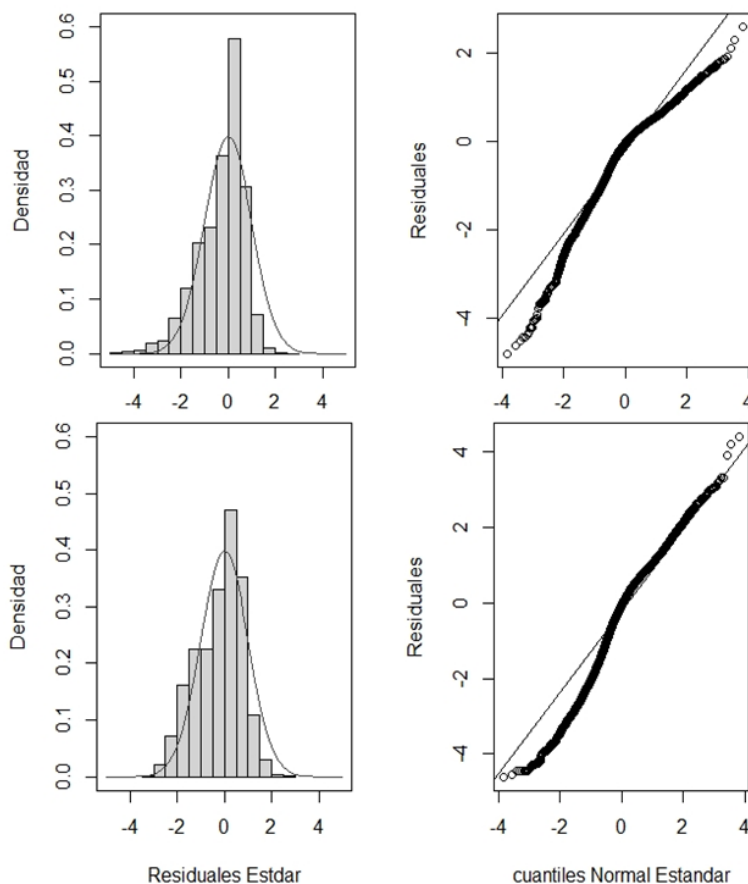 Densidad
0.0 0.1 0.2 0.3 0.4 0.5 0.6
-4 -2 0 2 4
Residuales
-4 -2 0 2
-4 -2 0 2 4
Densidad
0.0 0.1 0.2 0.3 0.4 0.5 0.6
-4 -2 0 2 4
Residuales Estdar
Residuales
-4 -2 0 2 4
-4 -2 0 2 4
cuantiles Normal Estandar